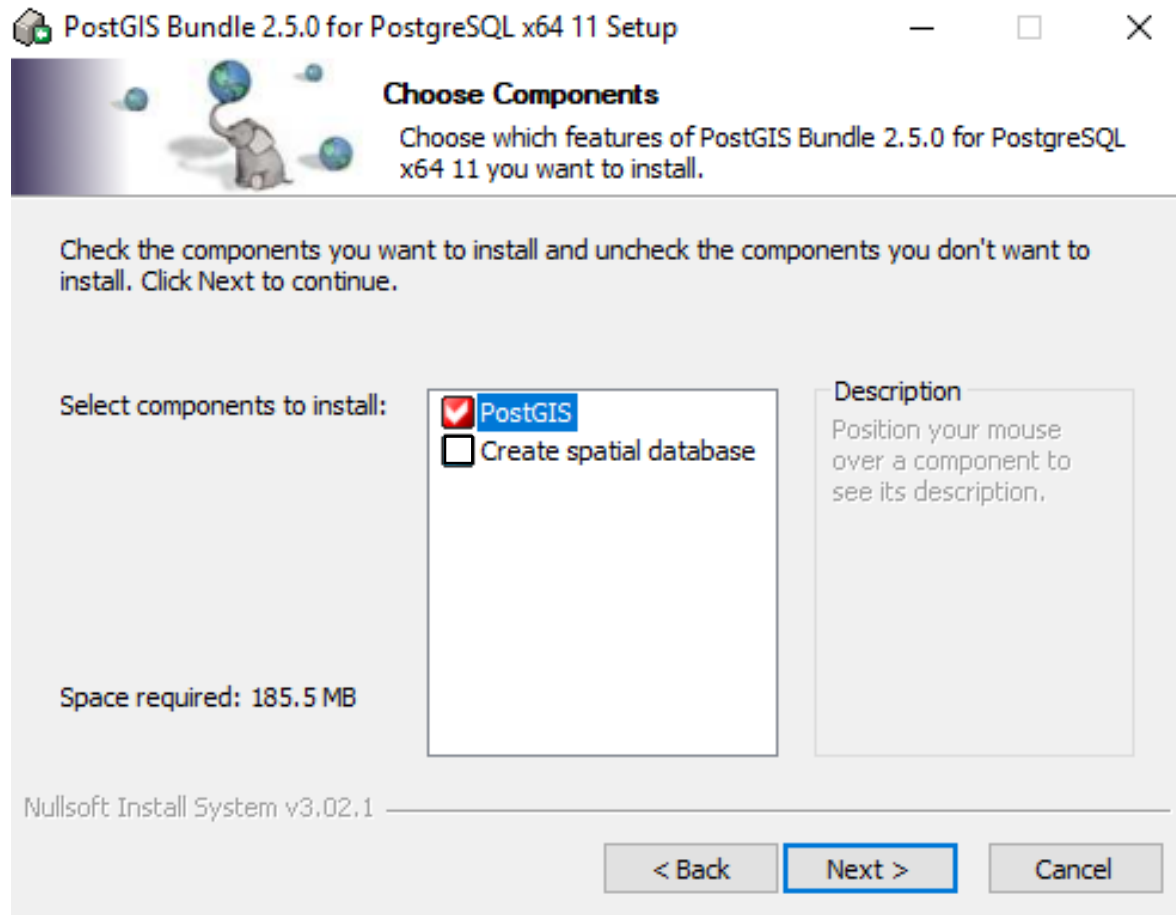 PostGIS Bundle 2.5.0 for PostgreSQL x64 11 Setup
Choose Components
Choose which features of PostGIS Bundle 2.5.0 for PostgreSQL
x64 11 you want to install.
Check the components you want to install and uncheck the components you don't want to
install. Click Next to continue.
Select components to install:
PostGIS
Create spatial database
Description
Position your mouse
over a component to
see its description.
Space required: 185.5 MB
Nullsoft Install System v3.02.1
< Back
Next >
Cancel